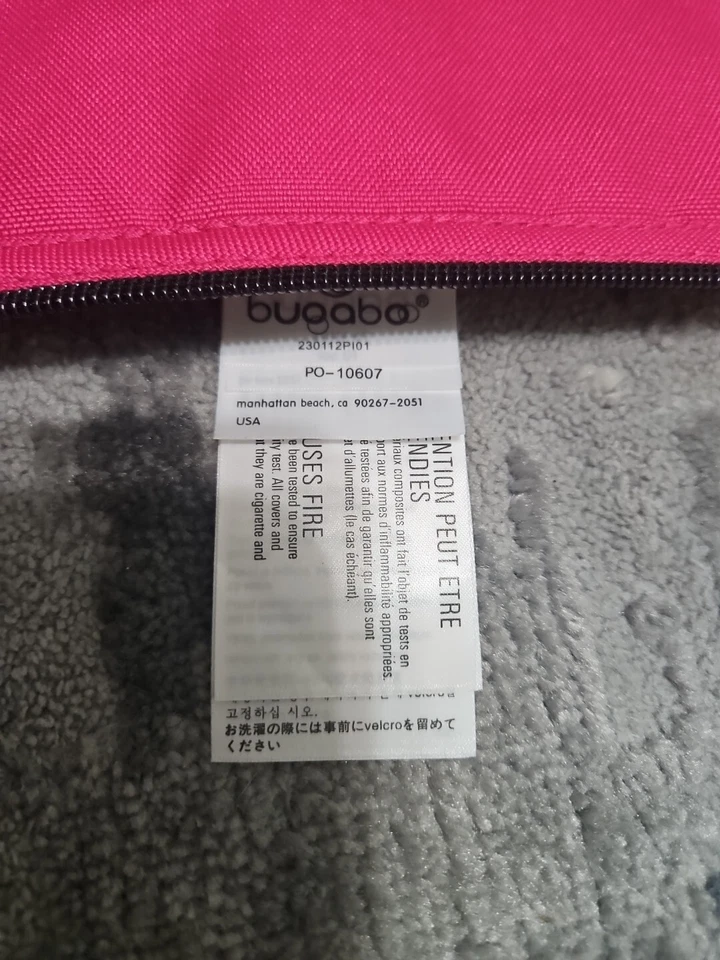 bugaboo®
230112PI01
PO-10607
manhattan beach, ca 90267-2051
USA
ENTION PEUT ETRE
NDIES
riaux composites ont fait l'objet de tests en
port aux normes d'inflammabilité appropriées.
é testées afin de garantir qu'elles sont
et d'allumettes (le cas échéant).
USES FIRE
e been tested to ensure
ity test. All covers and
t they are cigarette and
고정하십 시오.
お洗濯の際には事前にvelcroを留めて
ください